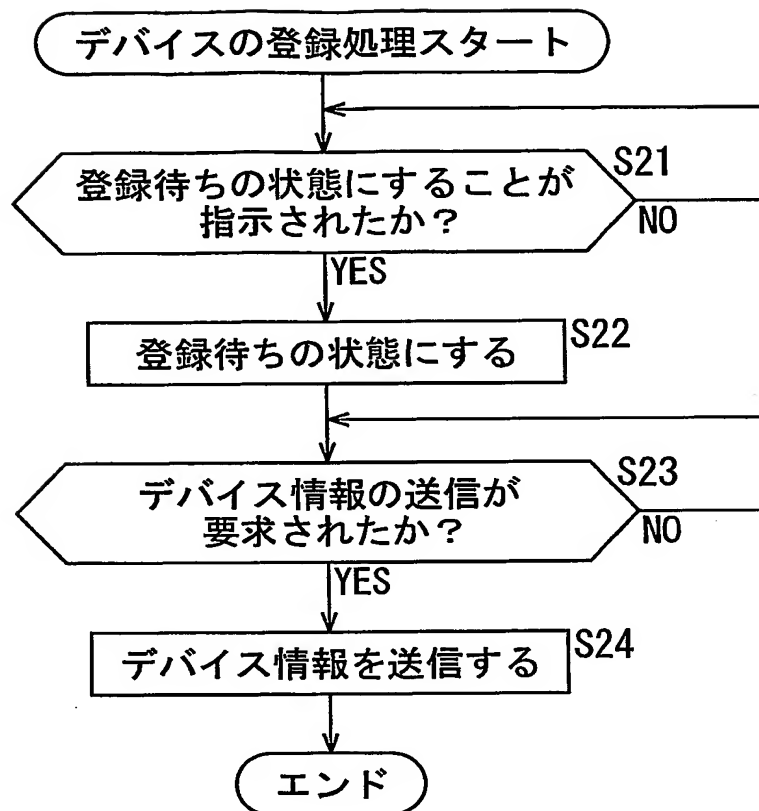 デバイスの登録処理スタート
登録待ちの状態にすることが
指示されたか？
S21
NO
YES
登録待ちの状態にする
S22
デバイス情報の送信が
要求されたか？
S23
NO
YES
デバイス情報を送信する
S24
エンド